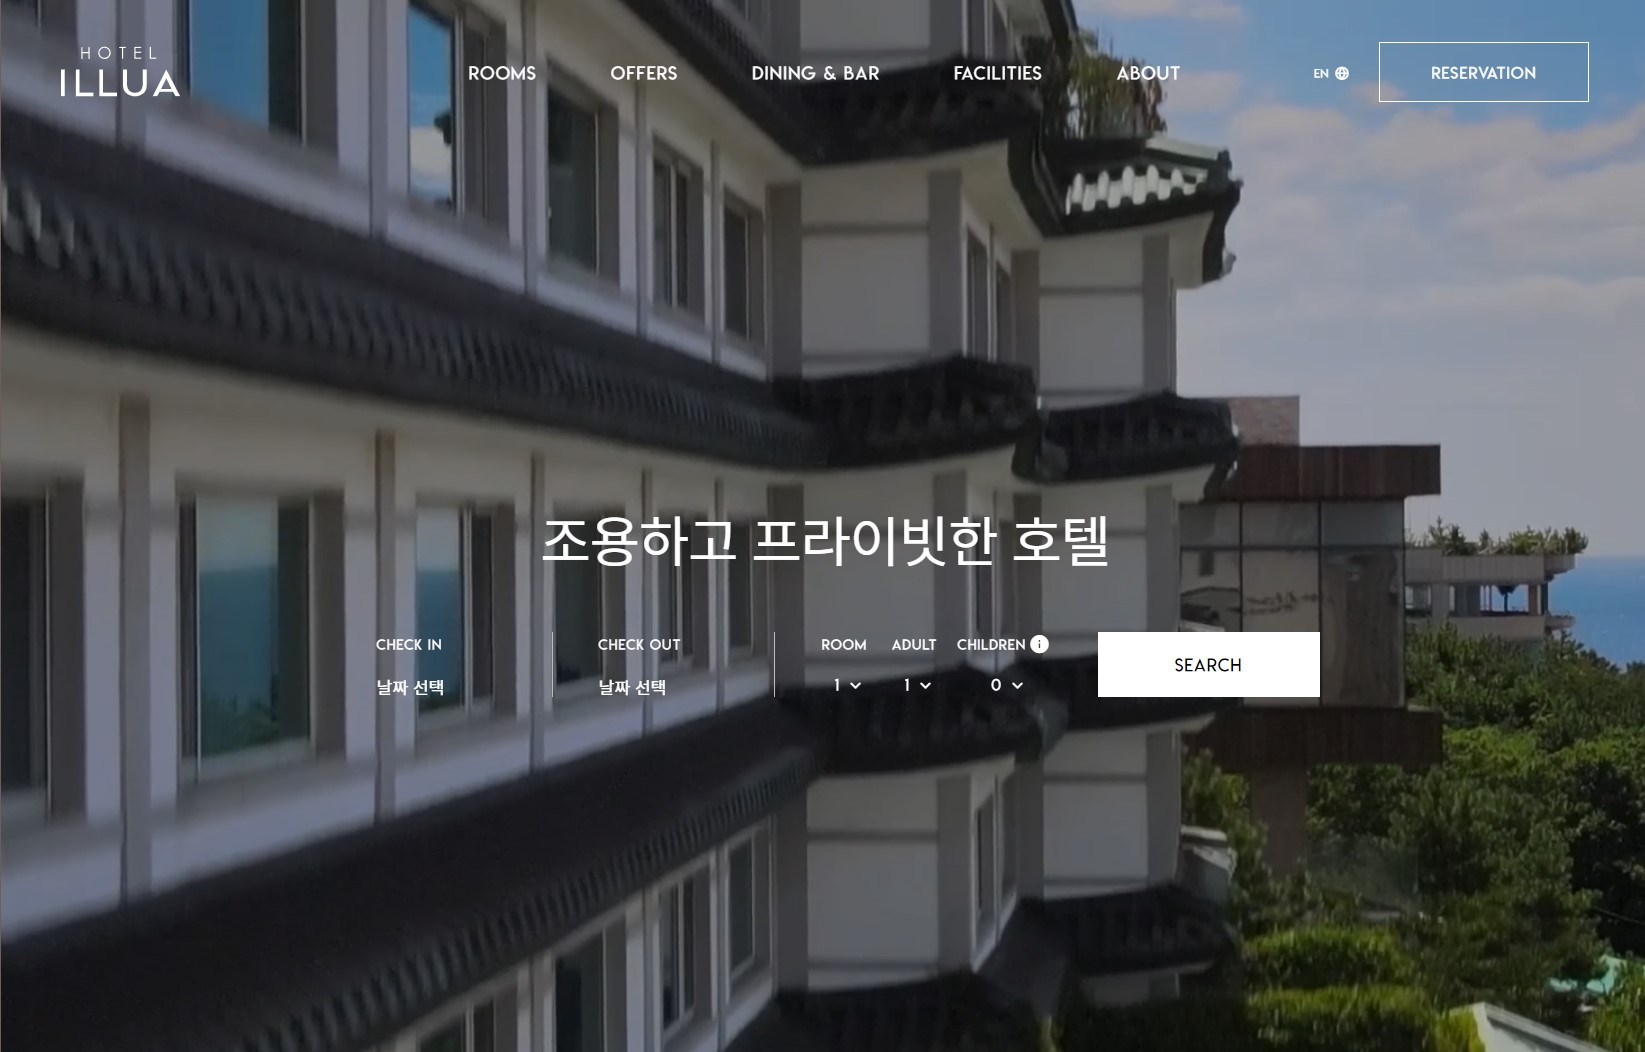 HOTEL
ILLUA
ROOMS OFFERS DINING & BAR FACILITIES ABOUT
EN RESERVATION
조용하고 프라이빗한 호텔
CHECK IN CHECK OUT ROOM ADULT CHILDREN i
날짜 선택 날짜 선택 1 1 0
SEARCH